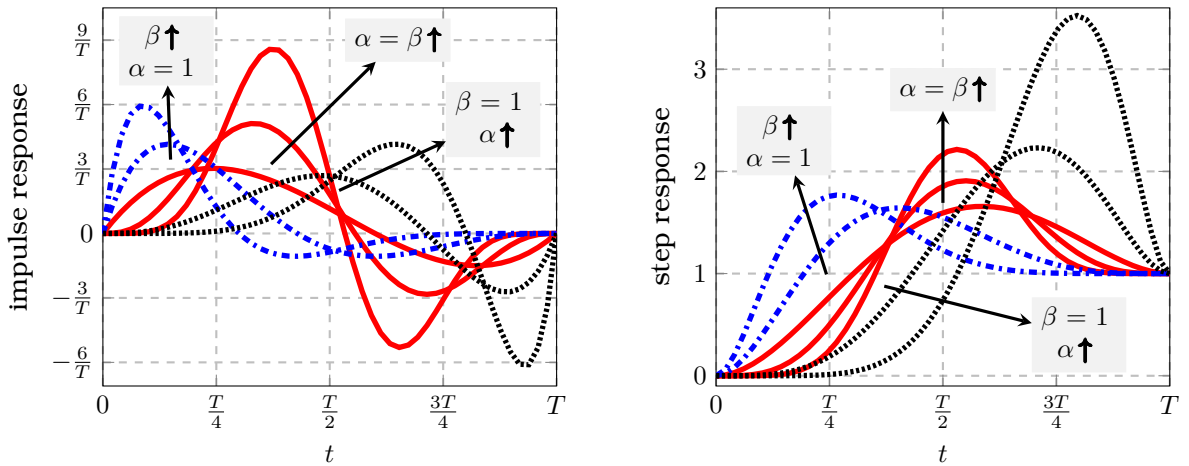 impulse response
9/T
6/T
3/T
0
−3/T
−6/T
β↑
α = 1
α = β↑
β = 1
α↑
0
T/4
T/2
3T/4
T
t
step response
3
2
1
0
α = β↑
β↑
α = 1
β = 1
α↑
0
T/4
T/2
3T/4
T
t